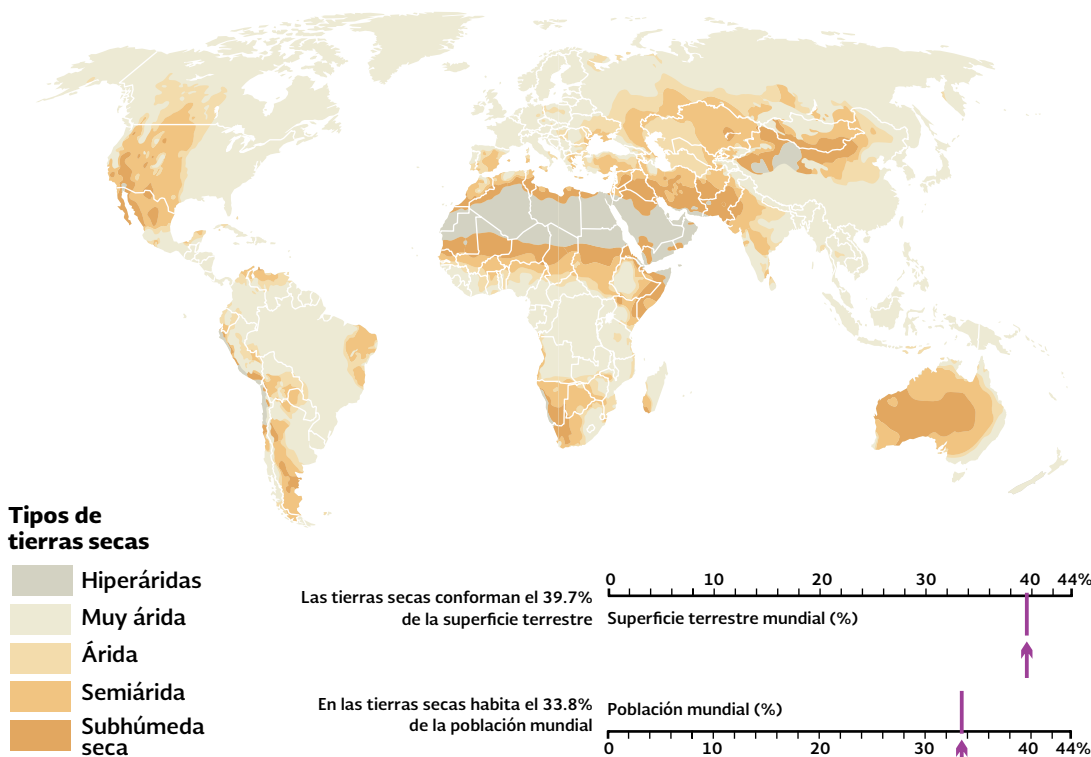 Tipos de
tierras secas
Hiperáridas
Muy árida
Árida
Semiárida
Subhúmeda
seca
Las tierras secas conforman el 39.7%
de la superficie terrestre
0 10 20 30 40 44%
Superficie terrestre mundial (%)
En las tierras secas habita el 33.8%
de la población mundial
Población mundial (%)
0 10 20 30 40 44%